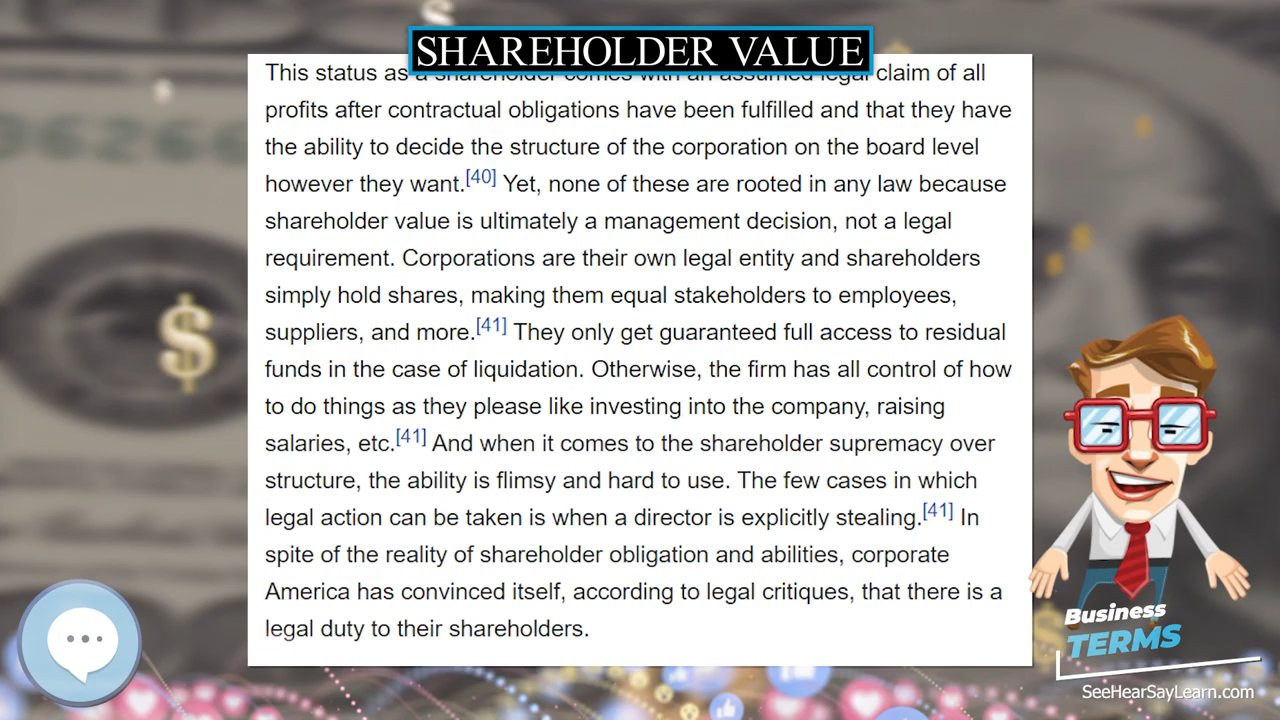 SHAREHOLDER VALUE
This status as a shareholder comes with an assumed legal claim of all
profits after contractual obligations have been fulfilled and that they have
the ability to decide the structure of the corporation on the board level
however they want.[40] Yet, none of these are rooted in any law because
shareholder value is ultimately a management decision, not a legal
requirement. Corporations are their own legal entity and shareholders
simply hold shares, making them equal stakeholders to employees,
suppliers, and more.[41] They only get guaranteed full access to residual
funds in the case of liquidation. Otherwise, the firm has all control of how
to do things as they please like investing into the company, raising
salaries, etc.[41] And when it comes to the shareholder supremacy over
structure, the ability is flimsy and hard to use. The few cases in which
legal action can be taken is when a director is explicitly stealing.[41] In
spite of the reality of shareholder obligation and abilities, corporate
America has convinced itself, according to legal critiques, that there is a
legal duty to their shareholders.
Business
TERMS
SeeHearSayLearn.com